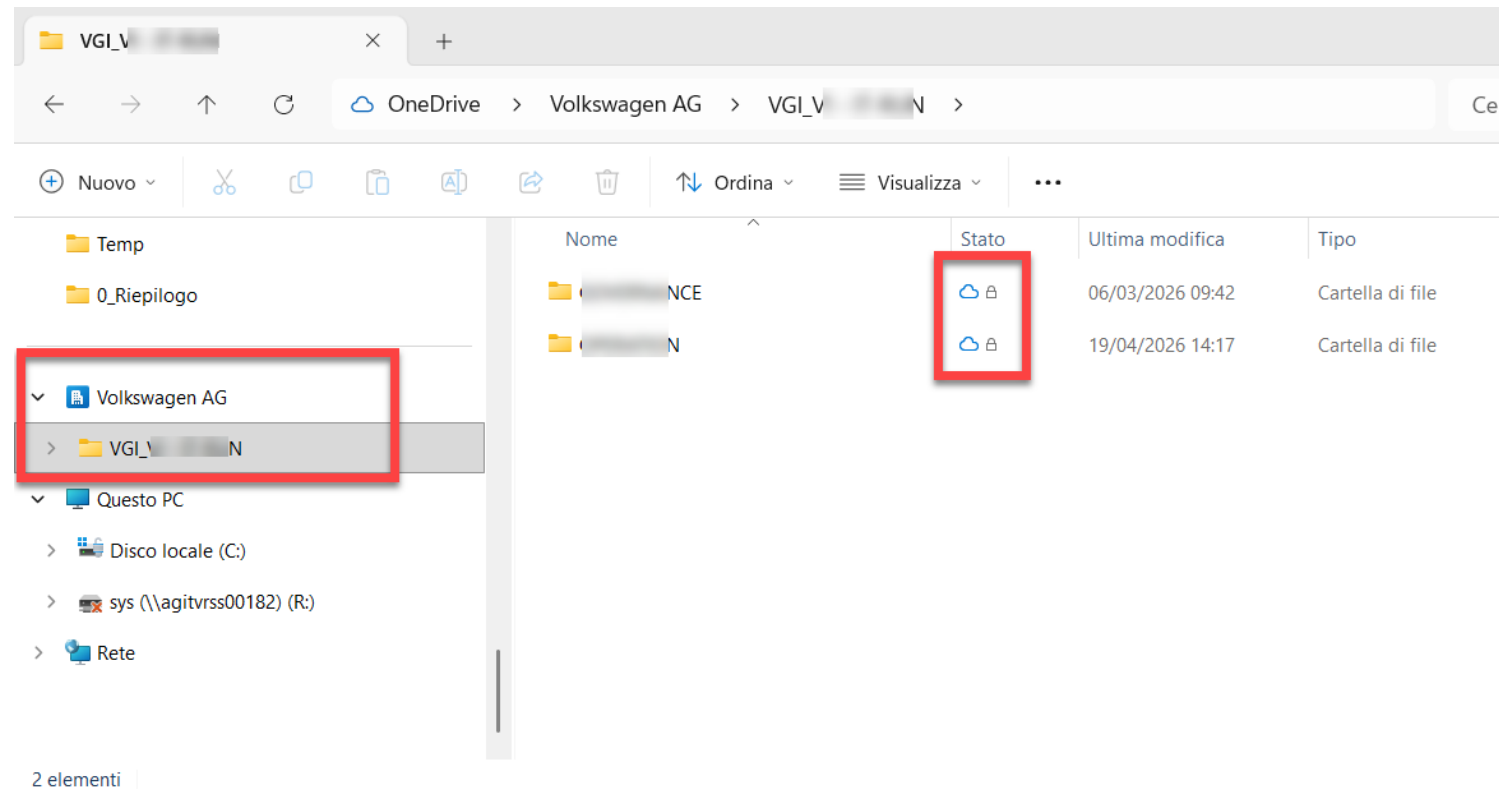 VGI_V
OneDrive > Volkswagen AG > VGI_V N > Ce
Nuovo Ordina Visualizza ...
Nome Stato Ultima modifica Tipo
Temp
0_Riepilogo
NCE 06/03/2026 09:42 Cartella di file
N 19/04/2026 14:17 Cartella di file
Volkswagen AG
VGI_V N
Questo PC
Disco locale (C:)
sys (\\agitvrss00182) (R:)
Rete
2 elementi